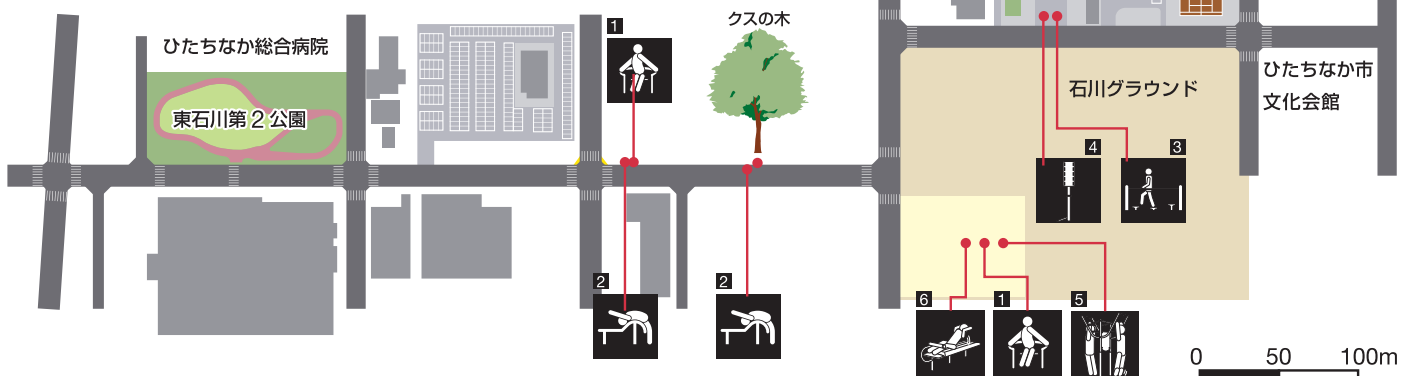 クスの木
1
ひたちなか総合病院
ひたちなか市
文化会館
石川グラウンド
東石川第2公園
4
3
2
2
6
1
5
0 50 100m